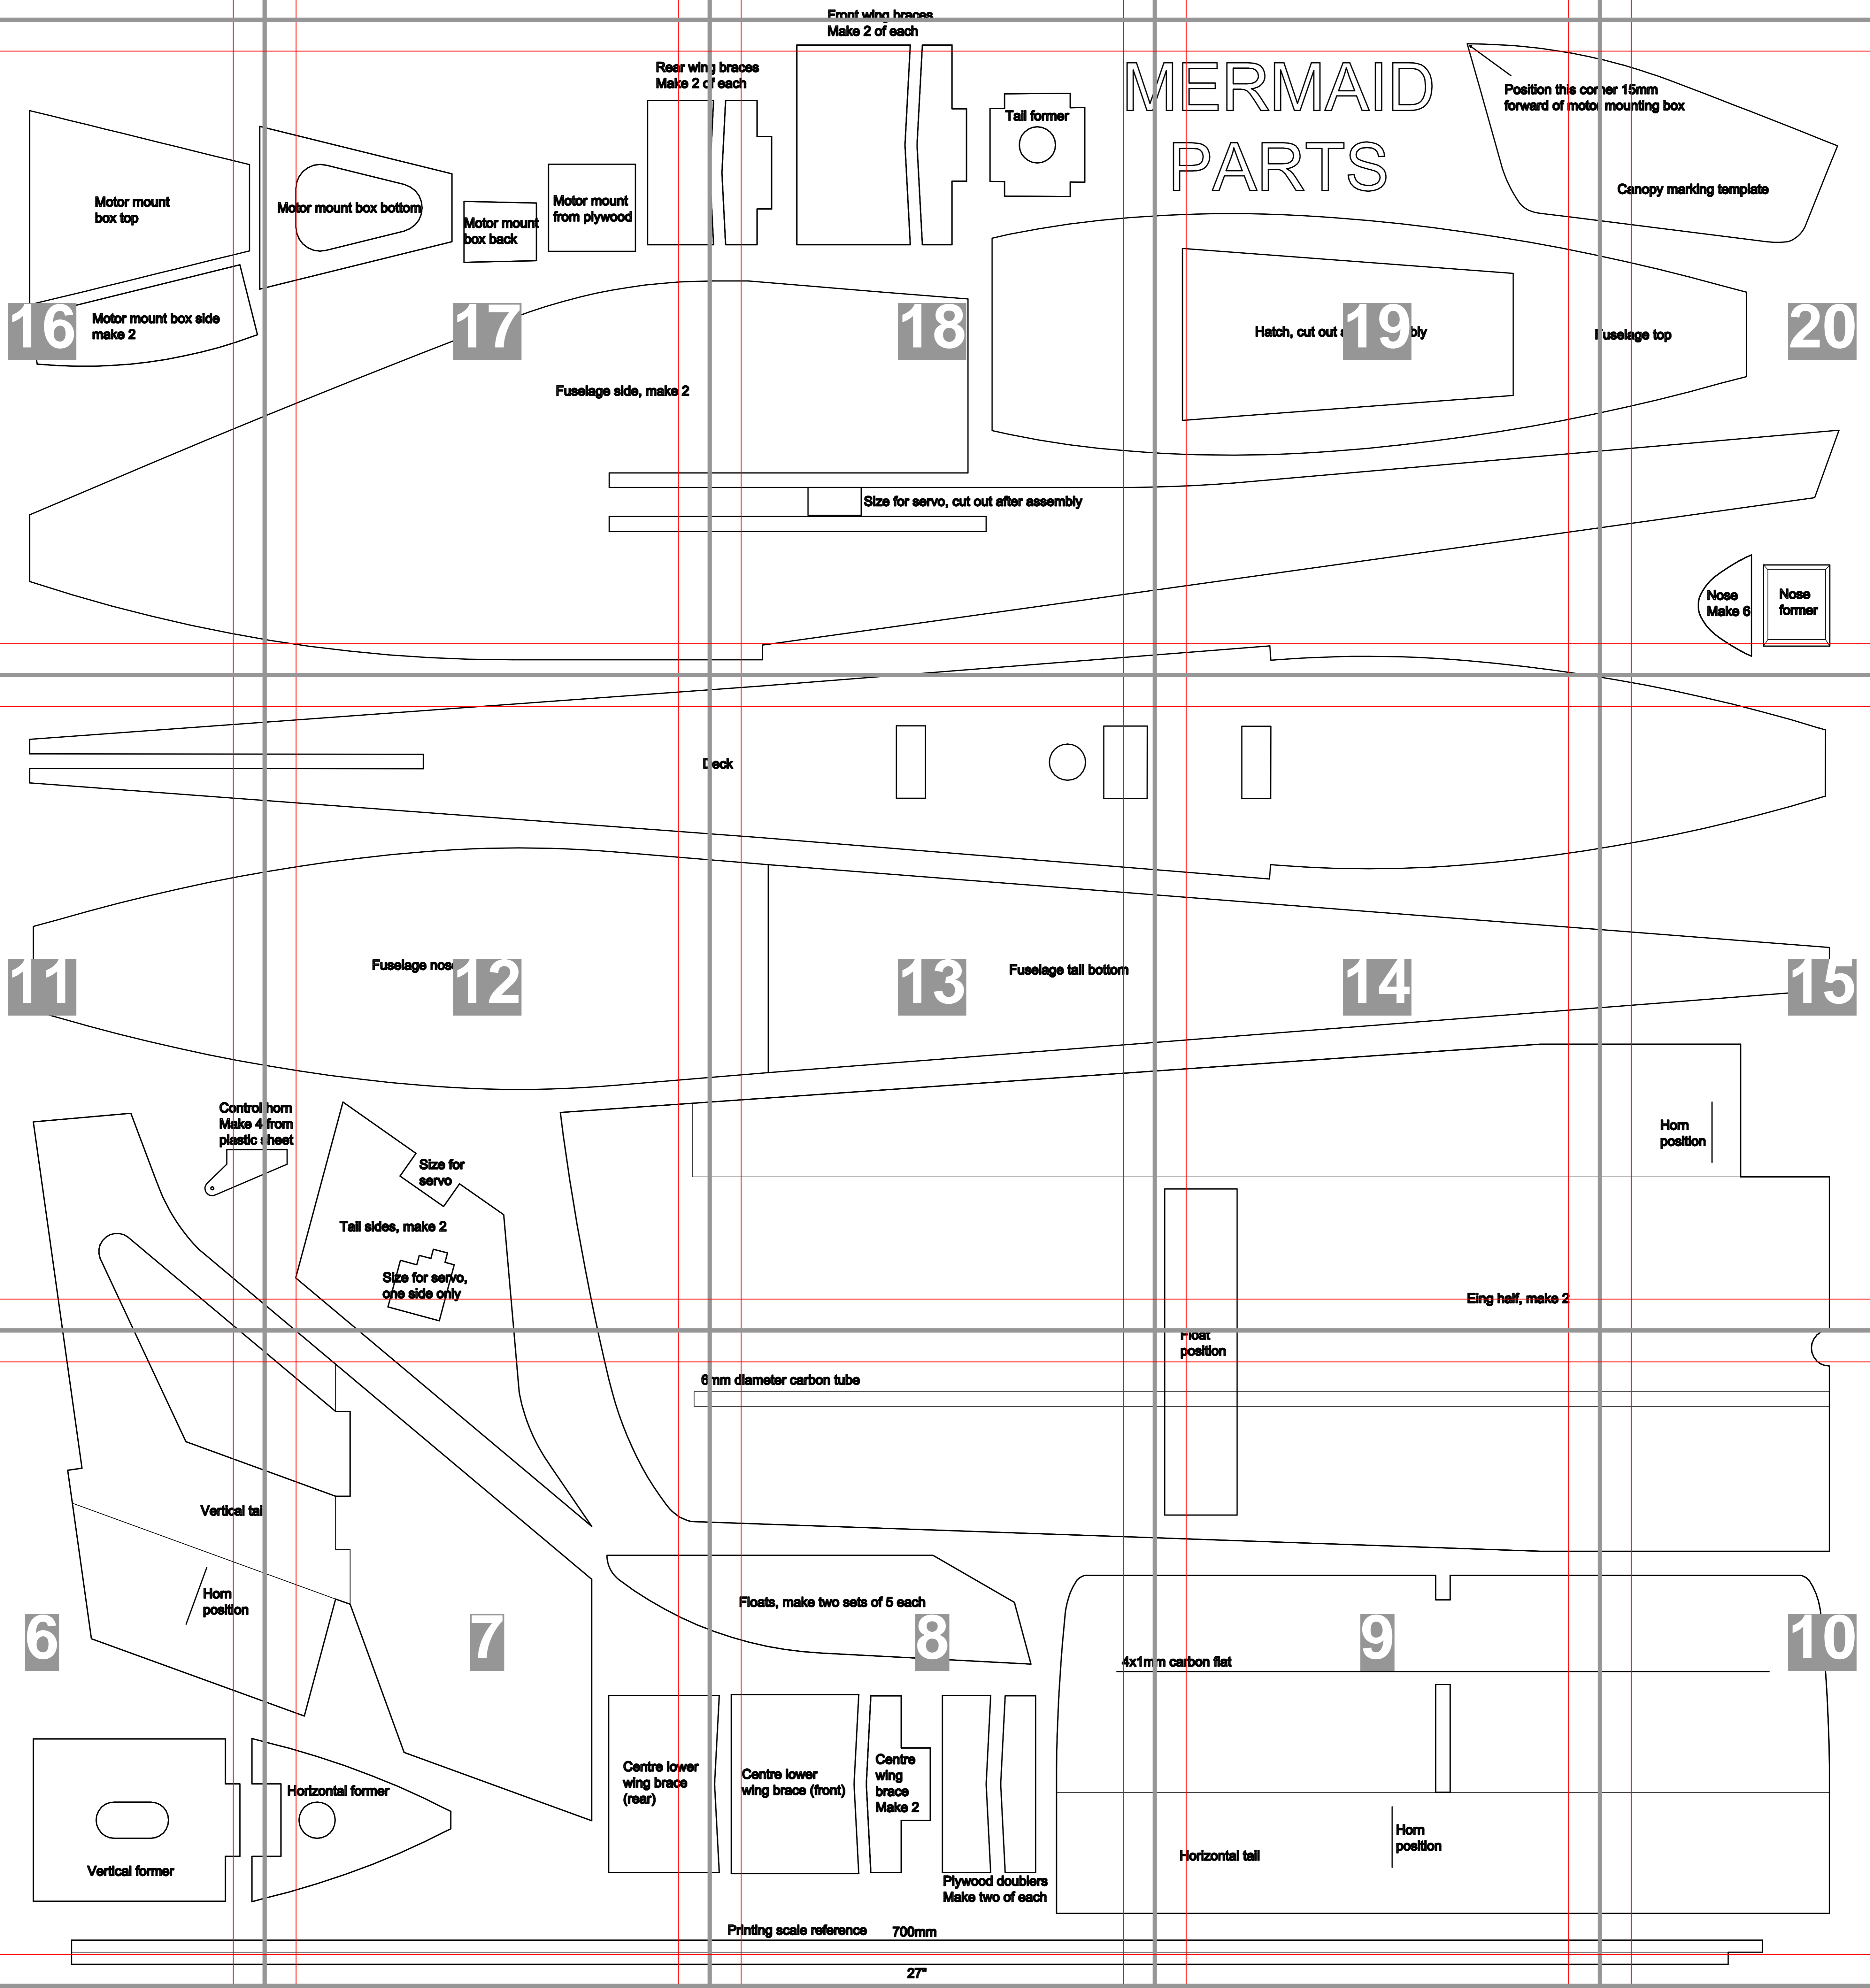 Front wing braces
Make 2 of each
Rear wing braces
Make 2 of each
MERMAID
PARTS
Tail former
Position this corner 15mm
forward of motor mounting box
Canopy marking template
Motor mount
box top
Motor mount box bottom
Motor mount
box back
Motor mount
from plywood
Motor mount box side
make 2
16
17
18
19
20
Fuselage side, make 2
Hatch, cut out
Fuselage top
Size for servo, cut out after assembly
Nose
Make 6
Nose
former
Deck
Fuselage nose
Fuselage tail bottom
11
12
13
14
15
Control horn
Make 4 from
plastic sheet
Size for
servo
Tail sides, make 2
Size for servo,
one side only
Horn
position
Eing half, make 2
Float
position
6mm diameter carbon tube
Vertical tail
Horn
position
Floats, make two sets of 5 each
6
7
8
9
10
4x1mm carbon flat
Centre lower
wing brace
(rear)
Centre lower
wing brace (front)
Centre
wing
brace
Make 2
Horizontal former
Vertical former
Plywood doublers
Make two of each
Horizontal tail
Horn
position
Printing scale reference 700mm
27"